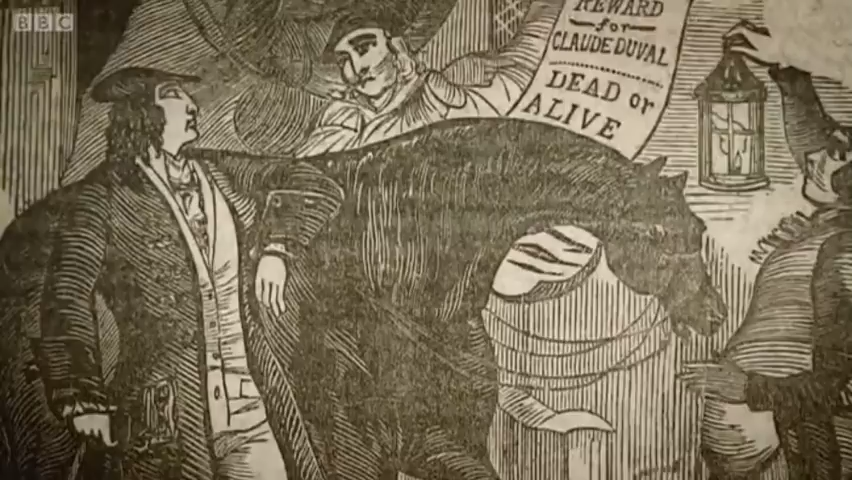 BBC
REWARD
for
CLAUDE DUVAL
DEAD or
ALIVE